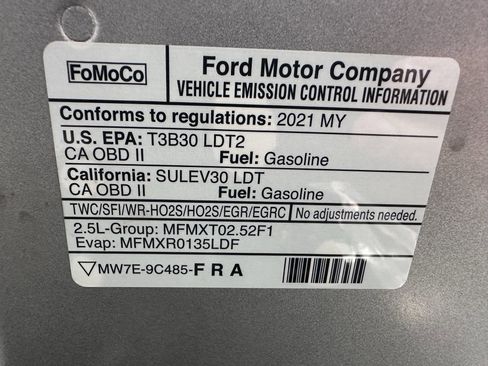 FoMoCo
Ford Motor Company
VEHICLE EMISSION CONTROL INFORMATION
Conforms to regulations: 2021 MY
U.S. EPA: T3B30 LDT2
CA OBD II Fuel: Gasoline
California: SULEV30 LDT
CA OBD II Fuel: Gasoline
TWC/SFI/WR-HO2S/HO2S/EGR/EGRC No adjustments needed.
2.5L-Group: MFMXT02.52F1
Evap: MFMXR0135LDF
MW7E-9C485-F R A